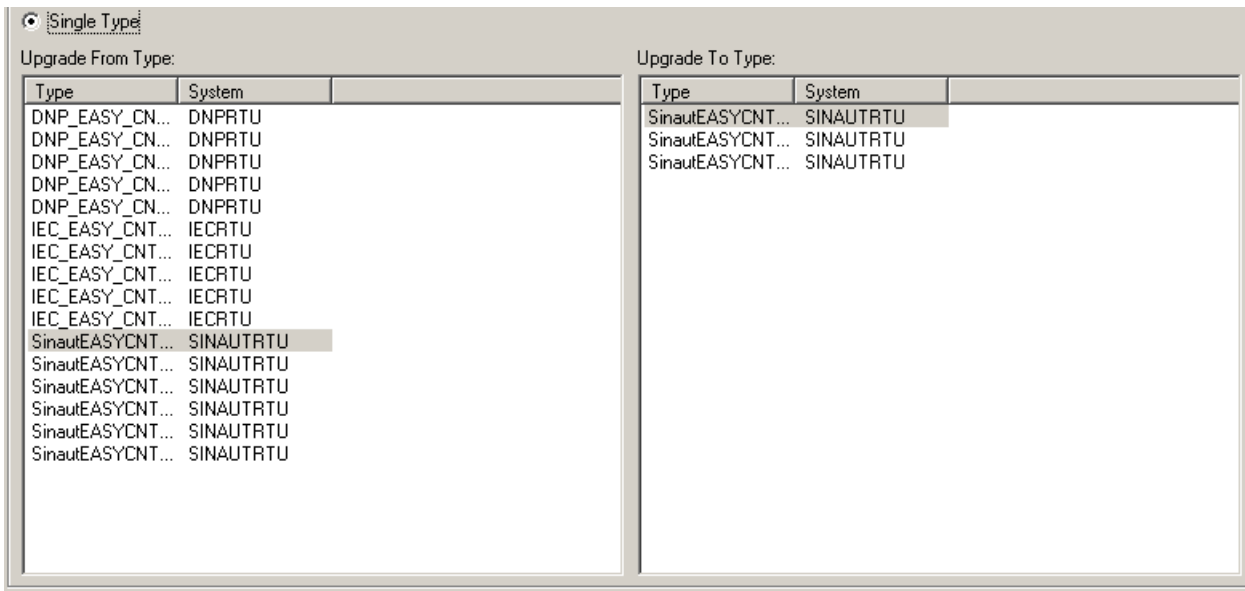 Single Type
Upgrade From Type:
Type System
DNP_EASY_CN... DNPRTU
DNP_EASY_CN... DNPRTU
DNP_EASY_CN... DNPRTU
DNP_EASY_CN... DNPRTU
DNP_EASY_CN... DNPRTU
IEC_EASY_CNT... IECRTU
IEC_EASY_CNT... IECRTU
IEC_EASY_CNT... IECRTU
IEC_EASY_CNT... IECRTU
IEC_EASY_CNT... IECRTU
SinautEASYCNT... SINAUTRTU
SinautEASYCNT... SINAUTRTU
SinautEASYCNT... SINAUTRTU
SinautEASYCNT... SINAUTRTU
SinautEASYCNT... SINAUTRTU
SinautEASYCNT... SINAUTRTU
Upgrade To Type:
Type System
SinautEASYCNT... SINAUTRTU
SinautEASYCNT... SINAUTRTU
SinautEASYCNT... SINAUTRTU